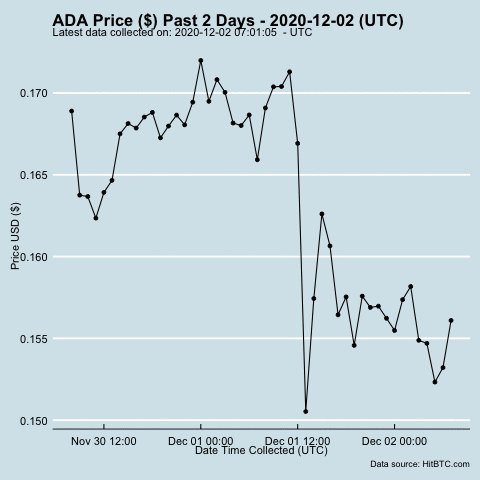 ADA Price ($) Past 2 Days - 2020-12-02 (UTC)
Latest data collected on: 2020-12-02 07:01:05 - UTC
0.170
0.165
0.160
0.155
0.150
Price USD ($)
Nov 30 12:00
Dec 01 00:00
Dec 01 12:00
Dec 02 00:00
Date Time Collected (UTC)
Data source: HitBTC.com